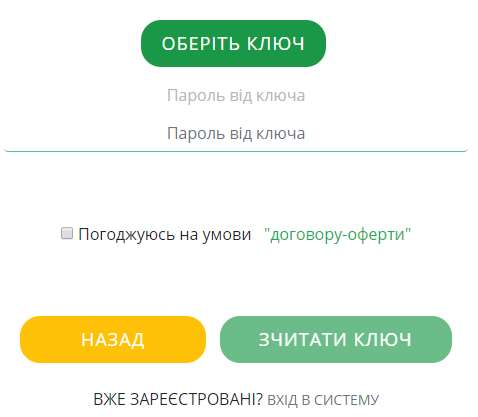 ОБЕРІТЬ КЛЮЧ
Пароль від ключа
Пароль від ключа
Погоджуюсь на умови "договору-оферти"
НАЗАД ЗЧИТАТИ КЛЮЧ
ВЖЕ ЗАРЕЄСТРОВАНІ? ВХІД В СИСТЕМУ